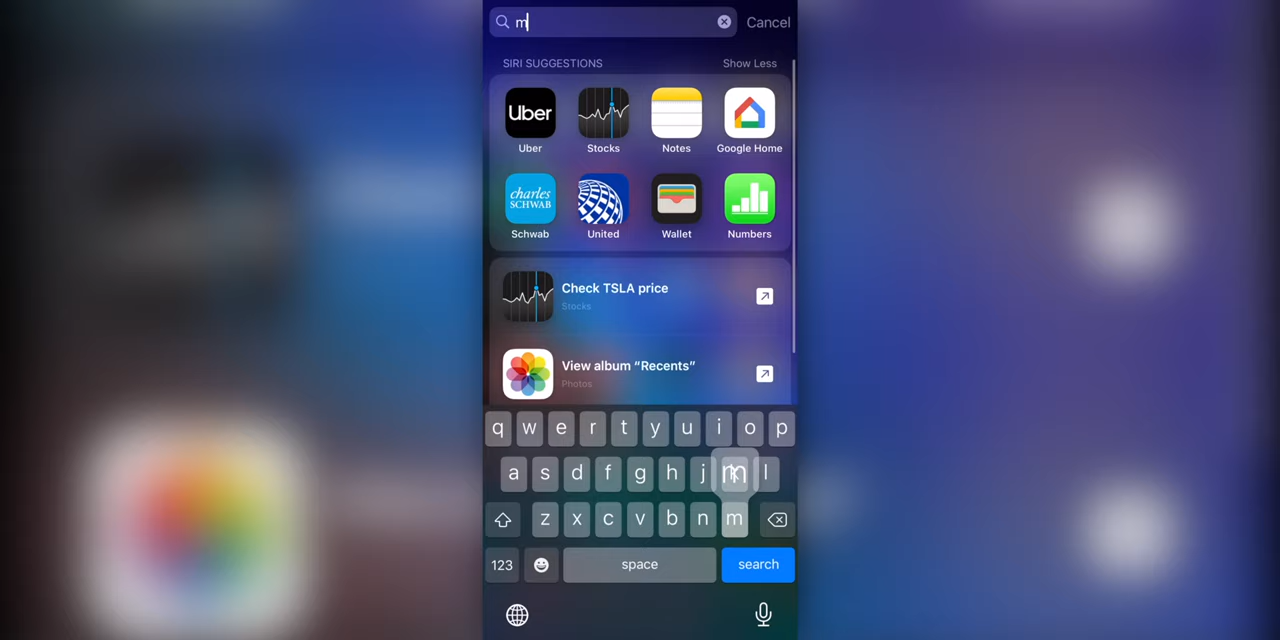 m
Cancel
SIRI SUGGESTIONS
Show Less
Uber
Uber
Stocks
Notes
Google Home
charles
SCHWAB
Schwab
United
Wallet
Numbers
Check TSLA price
Stocks
View album “Recents”
Photos
q w e r t y u i o p
a s d f g h j m l
z x c v b n m
123
space
search